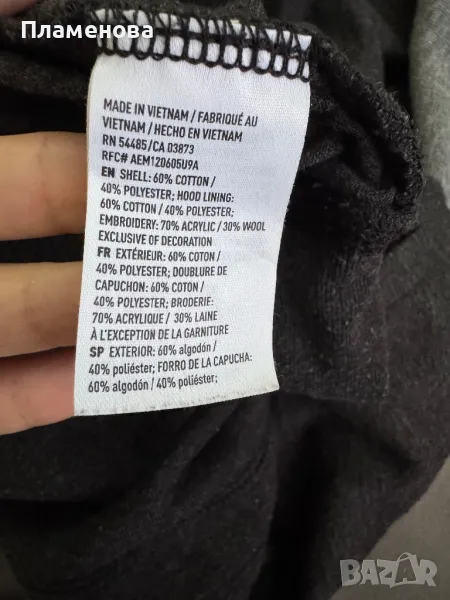 Пламенова
MADE IN VIETNAM / FABRIQUÉ AU
VIETNAM / HECHO EN VIETNAM
RN 54485/CA 03873
RFC# AEM120605U9A
EN SHELL: 60% COTTON /
40% POLYESTER; HOOD LINING:
60% COTTON / 40% POLYESTER;
EMBROIDERY: 70% ACRYLIC / 30% WOOL
EXCLUSIVE OF DECORATION
FR EXTÉRIEUR: 60% COTON /
40% POLYESTER; DOUBLURE DE
CAPUCHON: 60% COTON /
40% POLYESTER; BRODERIE:
70% ACRYLIQUE / 30% LAINE
À L'EXCEPTION DE LA GARNITURE
SP EXTERIOR: 60% algodón /
40% poliéster; FORRO DE LA CAPUCHA:
60% algodón / 40% poliéster;
bazar